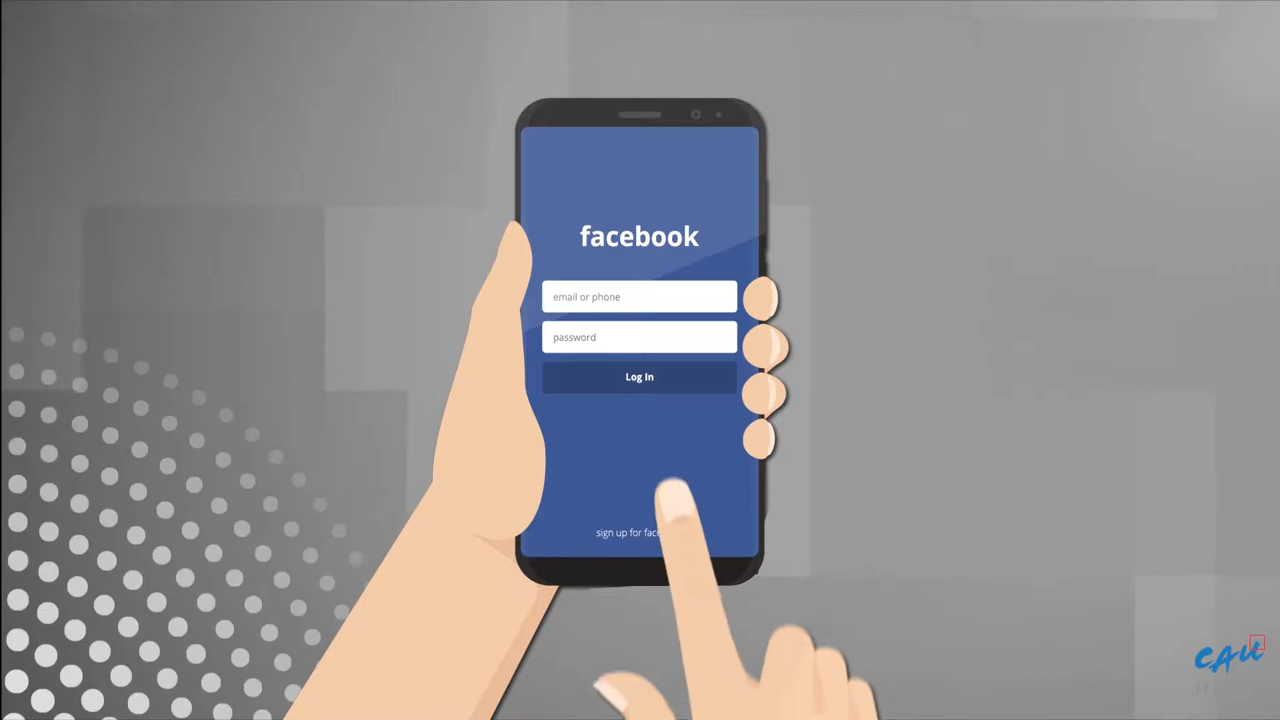 facebook
email or phone
password
Log In
sign up for face
CAU